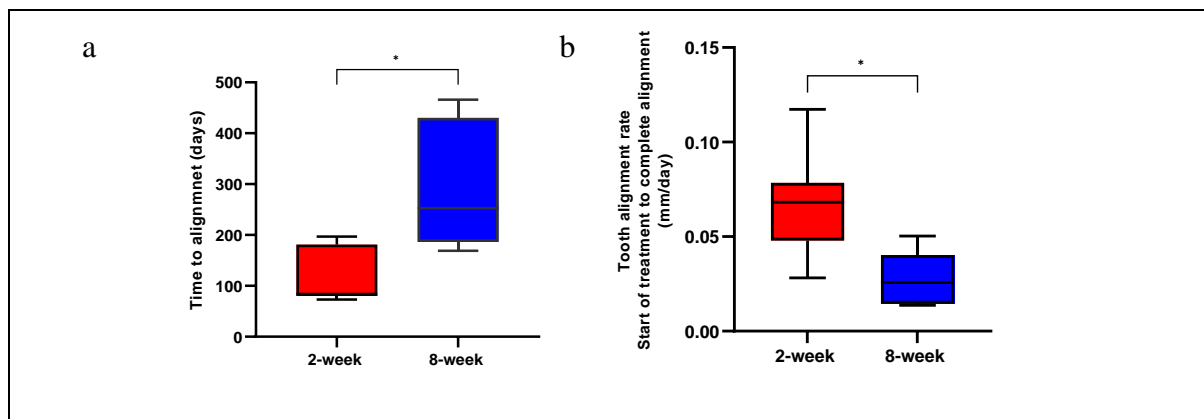 a
*
Time to alignmnet (days)
500
400
300
200
100
0
2-week
8-week
b
*
Tooth alignment rate
Start of treatment to complete alignment
(mm/day)
0.15
0.10
0.05
0.00
2-week
8-week